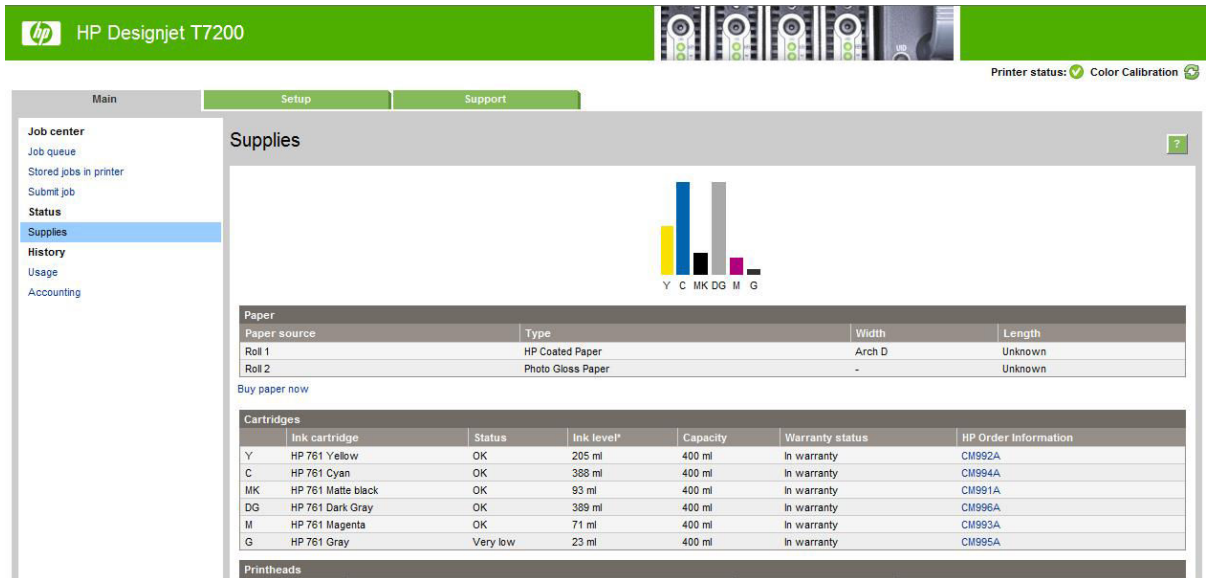 hp HP Designjet T7200
UID
Printer status: Color Calibration
Main Setup Support
Job center
Job queue
Stored jobs in printer
Submit job
Status
Supplies
History
Usage
Accounting
Supplies ?
Y C MK DG M G
Paper
Paper source Type Width Length
Roll 1 HP Coated Paper Arch D Unknown
Roll 2 Photo Gloss Paper - Unknown
Buy paper now
Cartridges
Ink cartridge Status Ink level* Capacity Warranty status HP Order Information
Y HP 761 Yellow OK 205 ml 400 ml In warranty CM992A
C HP 761 Cyan OK 388 ml 400 ml In warranty CM994A
MK HP 761 Matte black OK 93 ml 400 ml In warranty CM991A
DG HP 761 Dark Gray OK 389 ml 400 ml In warranty CM996A
M HP 761 Magenta OK 71 ml 400 ml In warranty CM993A
G HP 761 Gray Very low 23 ml 400 ml In warranty CM995A
Printheads